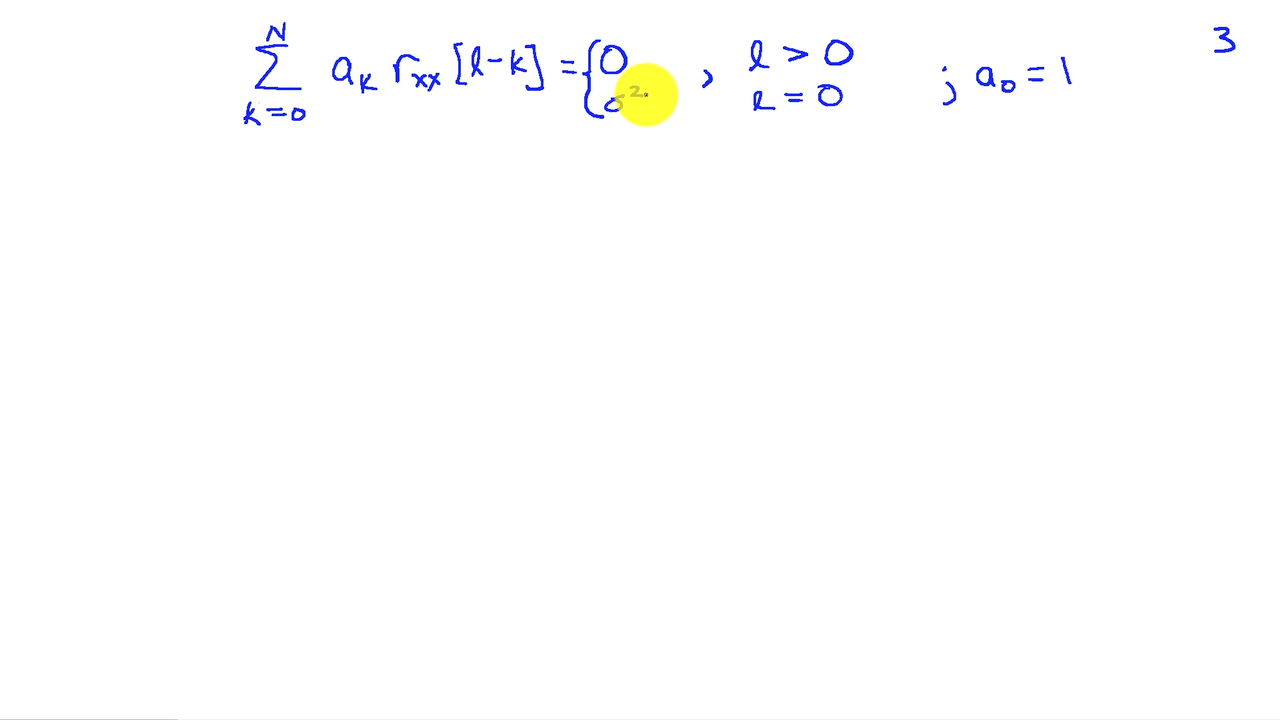 3
N
∑ a_k r_xx [l-k] = { 0 , l > 0 ; a_0 = 1
k=0 σ² l = 0